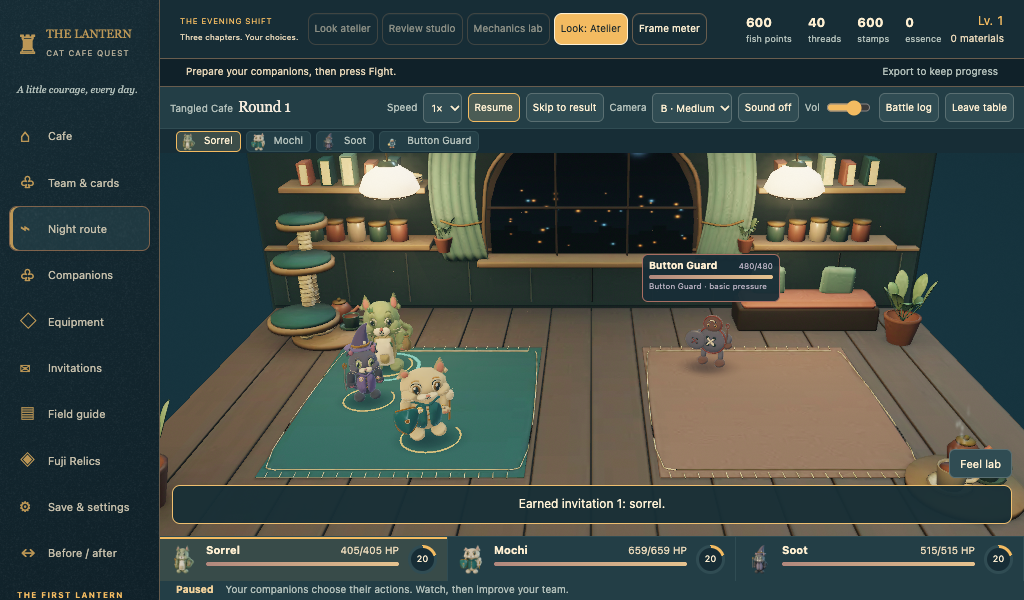 THE LANTERN
CAT CAFE QUEST
A little courage, every day.
Cafe
Team & cards
Night route
Companions
Equipment
Invitations
Field guide
Fuji Relics
Save & settings
Before / after
THE FIRST LANTERN
THE EVENING SHIFT
Three chapters. Your choices.
Look atelier
Review studio
Mechanics lab
Look: Atelier
Frame meter
600 fish points
40 threads
600 stamps
0 essence
Lv. 1
0 materials
Prepare your companions, then press Fight.
Export to keep progress
Tangled Cafe Round 1
Speed 1x
Resume
Skip to result
Camera B · Medium
Sound off
Vol
Battle log
Leave table
Sorrel
Mochi
Soot
Button Guard
Button Guard 480/480
Button Guard · basic pressure
Feel lab
Earned invitation 1: sorrel.
Sorrel 405/405 HP 20
Mochi 659/659 HP 20
Soot 515/515 HP 20
Paused Your companions choose their actions. Watch, then improve your team.